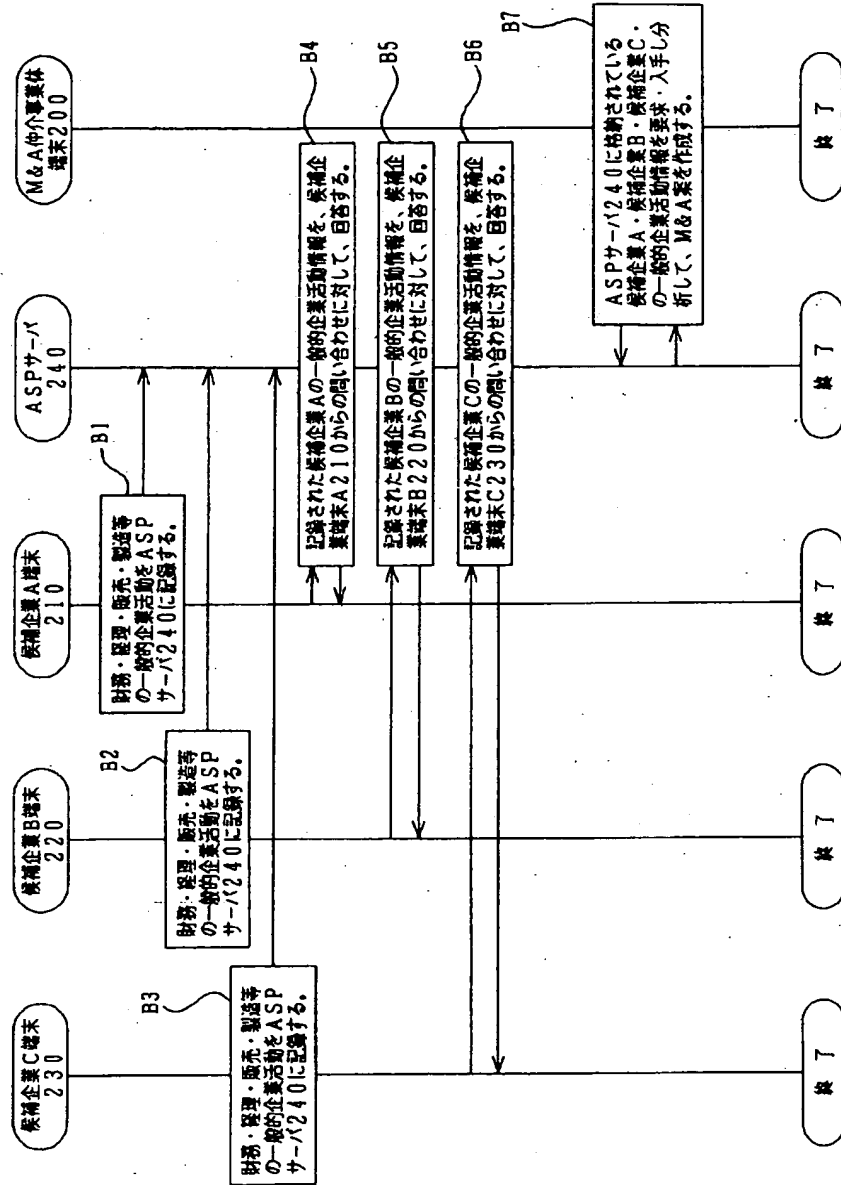 候補企業C端末
230
候補企業B端末
220
候補企業A端末
210
ASPサーバ
240
M&A仲介事業体
端末200
B1
財務・経理・販売・製造等
の一般的企業活動をASP
サーバ240に記録する。
B2
財務・経理・販売・製造等
の一般的企業活動をASP
サーバ240に記録する。
B3
財務・経理・販売・製造等
の一般的企業活動をASP
サーバ240に記録する。
B4
記録された候補企業Aの一般的企業活動情報を、候補企
業端末A210からの問い合わせに対して、回答する。
B5
記録された候補企業Bの一般的企業活動情報を、候補企
業端末B220からの問い合わせに対して、回答する。
B6
記録された候補企業Cの一般的企業活動情報を、候補企
業端末C230からの問い合わせに対して、回答する。
B7
ASPサーバ240に格納されている
候補企業A・候補企業B・候補企業C・
の一般的企業活動情報を要求・入手し分
析して、M&A案を作成する。
終了
終了
終了
終了
終了